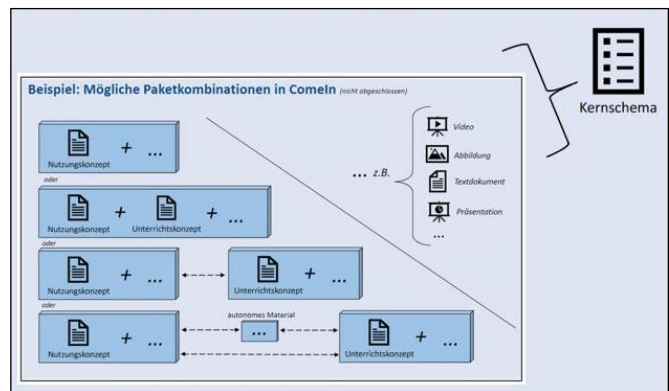 Kernschema
Beispiel: Mögliche Paketkombinationen in ComeIn (nicht abgeschlossen)
Nutzungskonzept + ...
oder
Nutzungskonzept + Unterrichtskonzept + ...
oder
Nutzungskonzept + ... Unterrichtskonzept + ...
oder
autonomes Material
Nutzungskonzept + ... ... Unterrichtskonzept + ...
... z.B.
Video
Abbildung
Textdokument
Präsentation
...